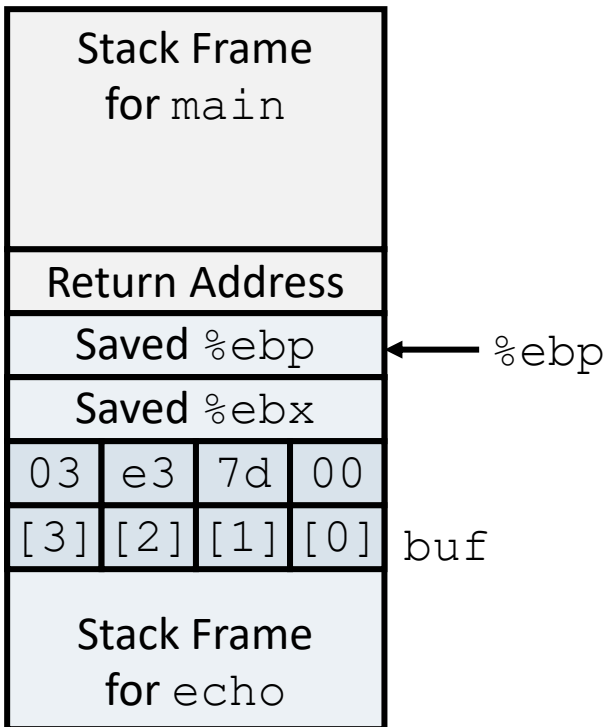 Stack Frame
for main
Return Address
Saved %ebp
%ebp
Saved %ebx
03 e3 7d 00
[3] [2] [1] [0]
buf
Stack Frame
for echo